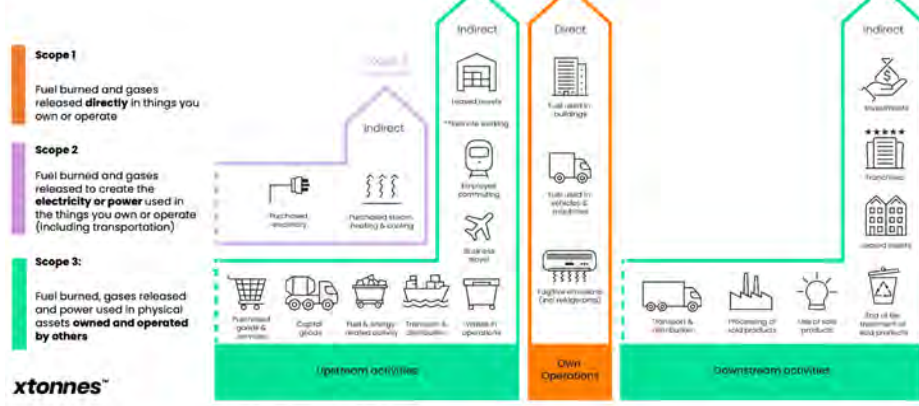 Scope 1
Fuel burned and gases
released directly in things you
own or operate
Scope 2
Fuel burned and gases
released to create the
electricity or power used in
the things you own or operate
(including transportation)
Scope 3:
Fuel burned, gases released
and power used in physical
assets owned and operated
by others
xtonnes™
Scope 2
Indirect
Purchased
electricity
Purchased steam,
heating & cooling
Indirect
Leased assets
**Remote working
Employee
commuting
Business
travel
Purchased
goods &
services
Capital
goods
Fuel & energy
related activity
Transport &
distribution
Waste in
operations
Upstream activities
Direct
Fuel used in
buildings
Fuel used in
vehicles &
machines
Fugitive emissions
(incl refrigerants)
Own
Operations
Indirect
Investments
Franchises
Leased assets
Transport &
distribution
Processing of
sold products
Use of sold
products
End of life
treatment of
sold products
Downstream activities